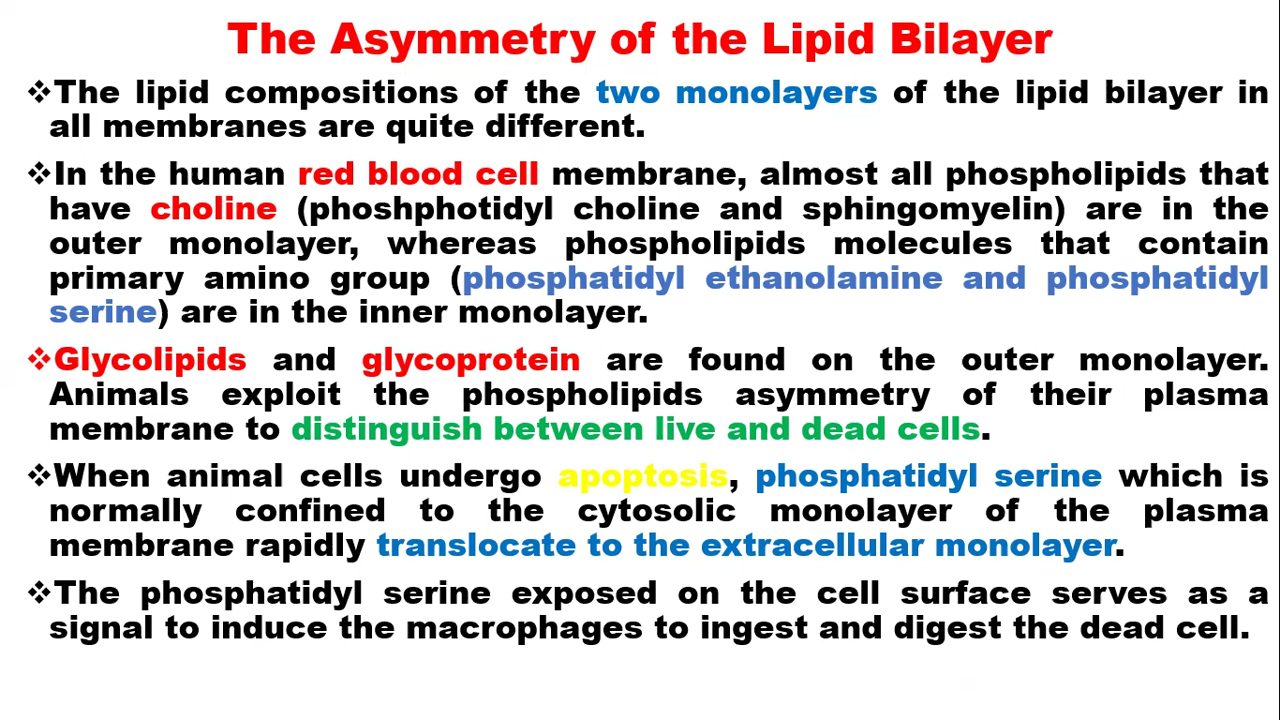 The Asymmetry of the Lipid Bilayer
❖The lipid compositions of the two monolayers of the lipid bilayer in
all membranes are quite different.
❖In the human red blood cell membrane, almost all phospholipids that
have choline (phoshphotidyl choline and sphingomyelin) are in the
outer monolayer, whereas phospholipids molecules that contain
primary amino group (phosphatidyl ethanolamine and phosphatidyl
serine) are in the inner monolayer.
❖Glycolipids and glycoprotein are found on the outer monolayer.
Animals exploit the phospholipids asymmetry of their plasma
membrane to distinguish between live and dead cells.
❖When animal cells undergo apoptosis, phosphatidyl serine which is
normally confined to the cytosolic monolayer of the plasma
membrane rapidly translocate to the extracellular monolayer.
❖The phosphatidyl serine exposed on the cell surface serves as a
signal to induce the macrophages to ingest and digest the dead cell.